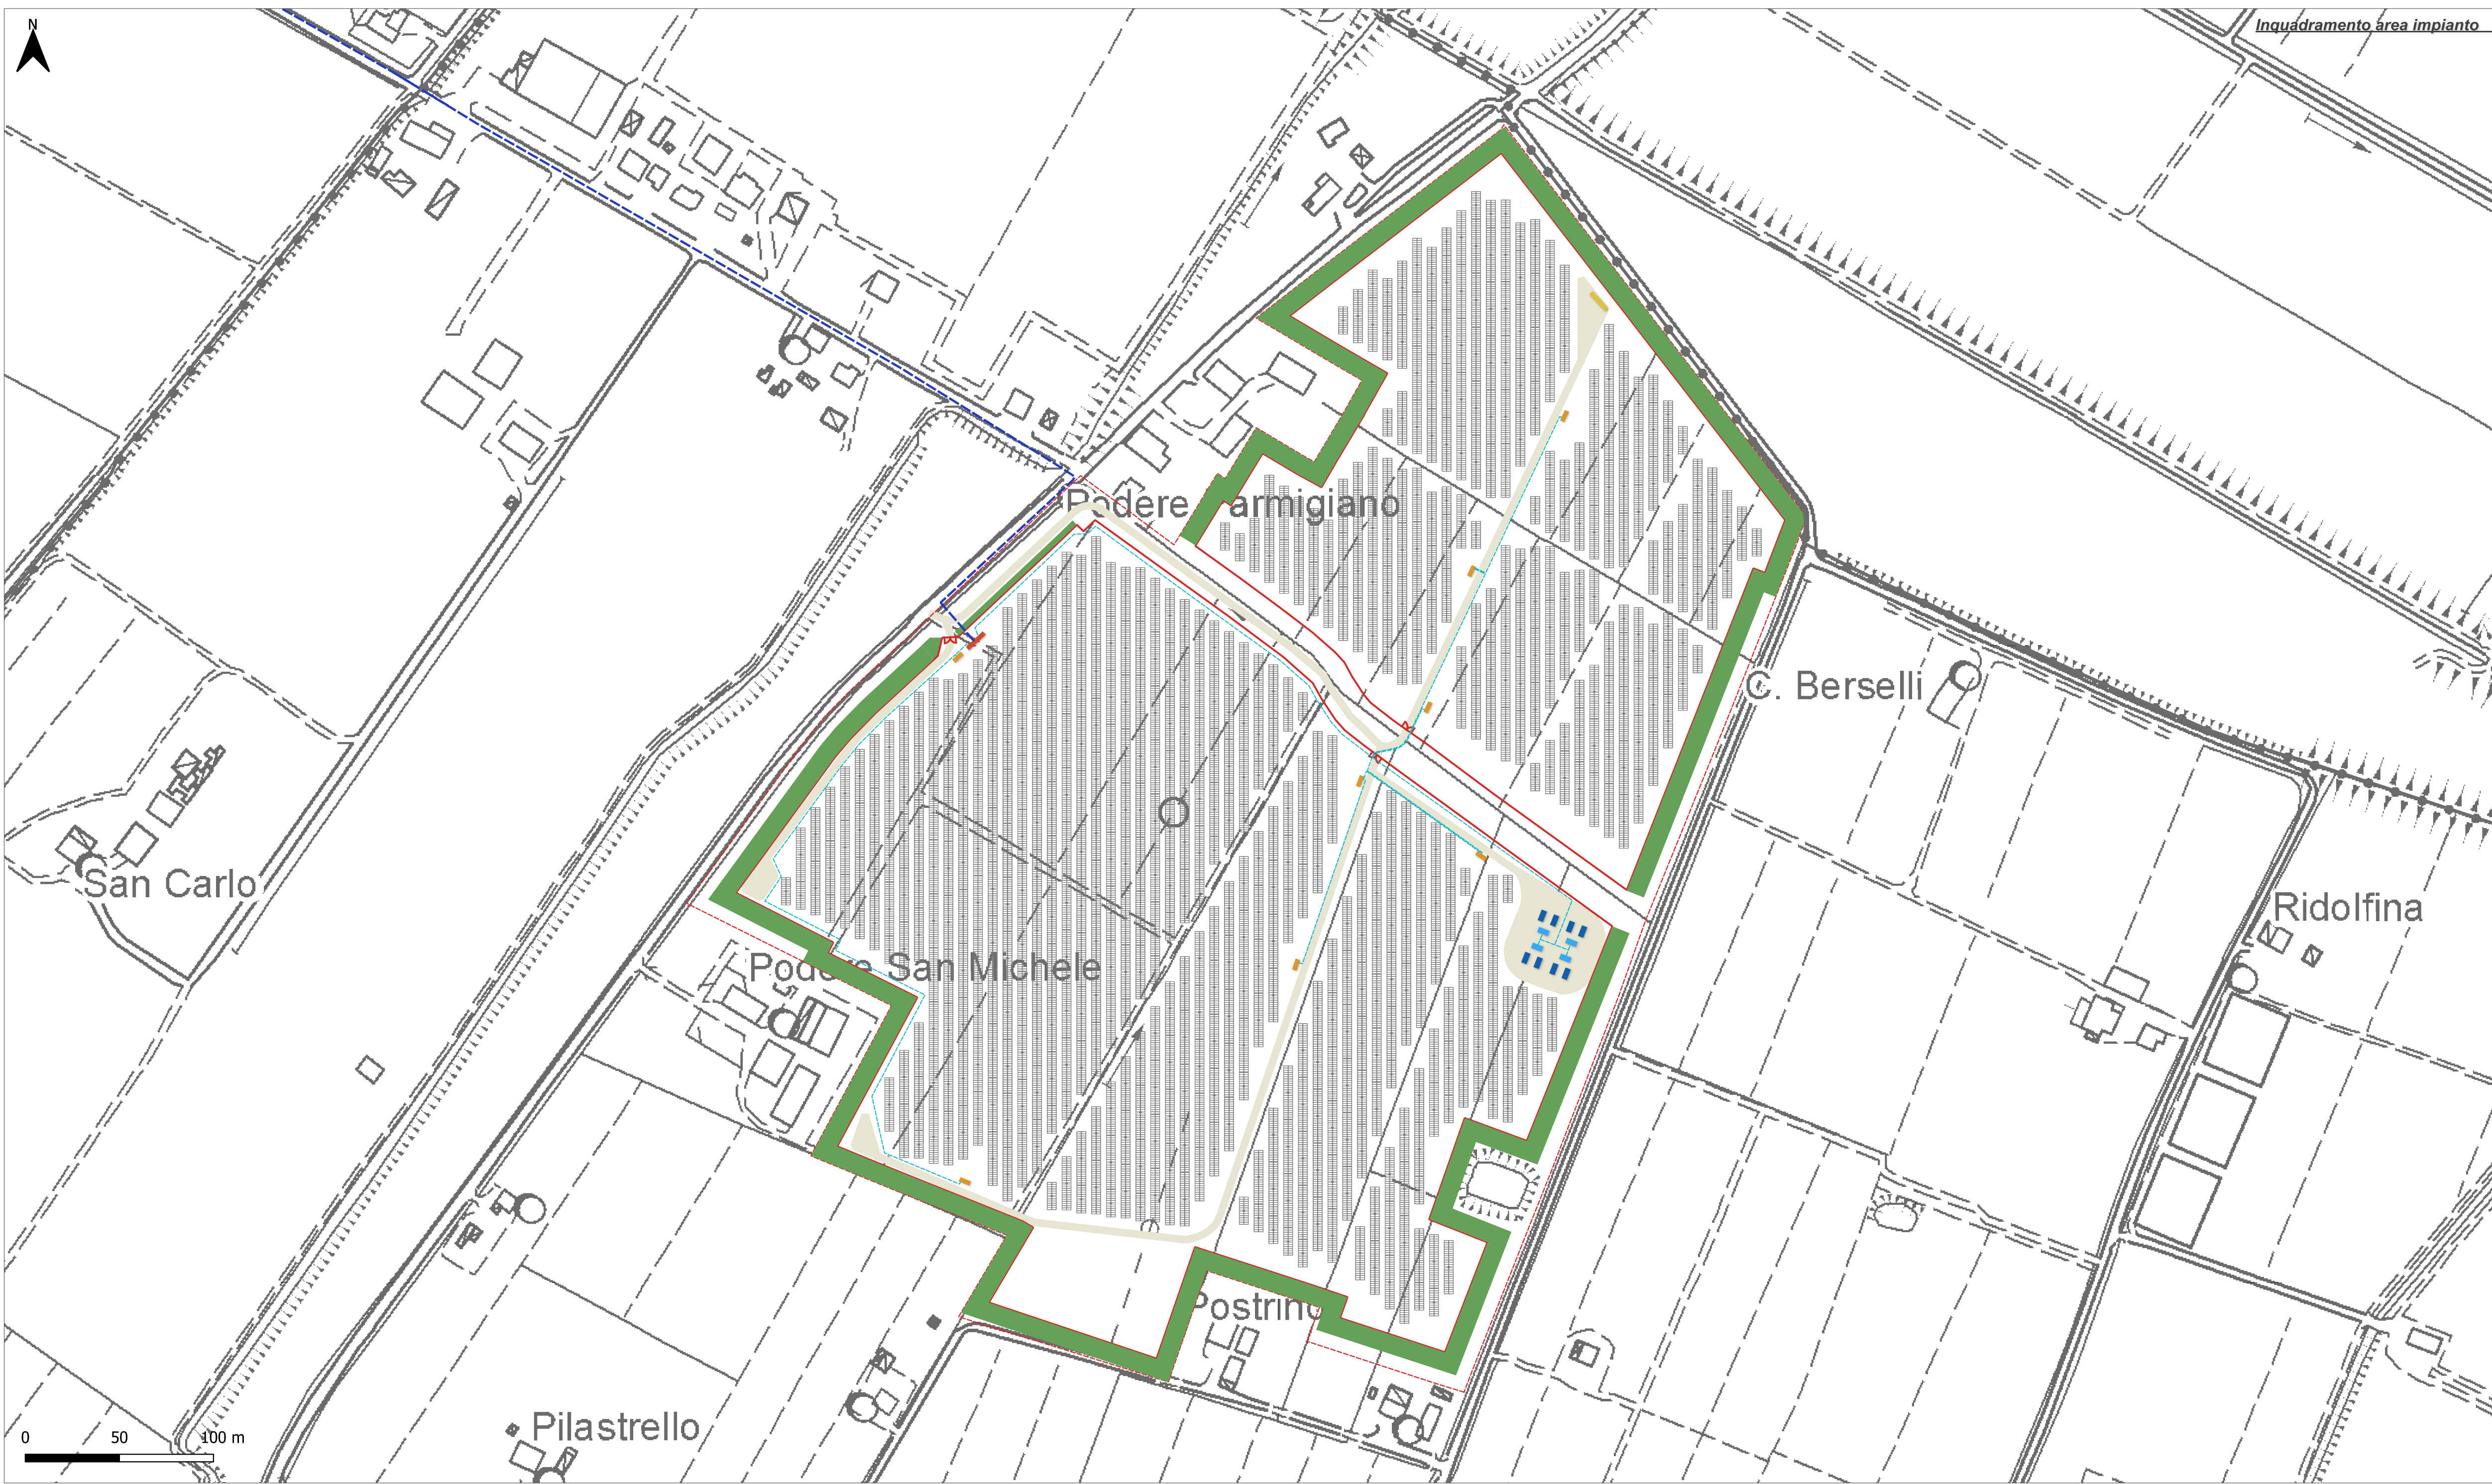 N
Inquadramento area impianto
Podere Parmigiano
C. Berselli
San Carlo
Ridolfina
Podere San Michele
Postrino
Pilastrello
0 50 100 m